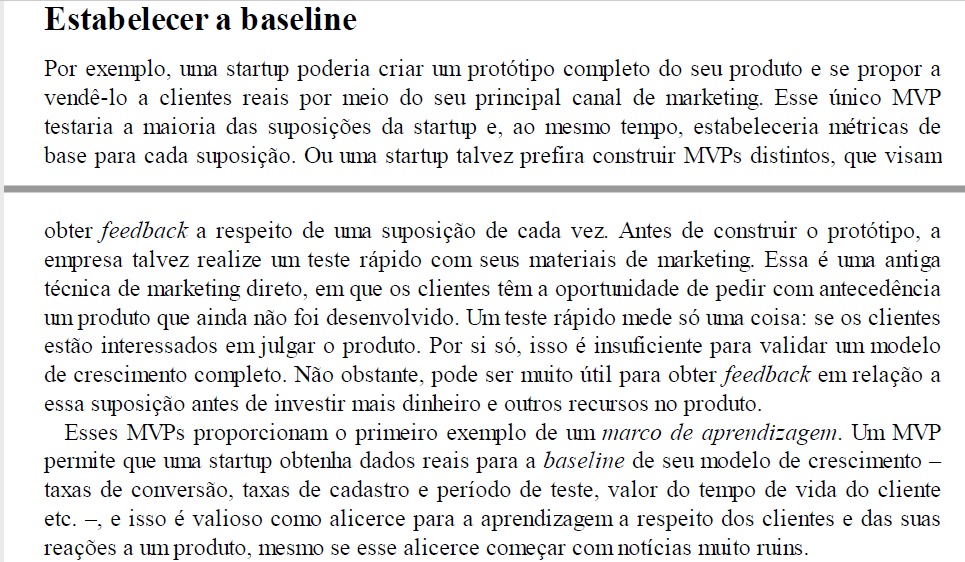 Estabelecer a baseline
Por exemplo, uma startup poderia criar um protótipo completo do seu produto e se propor a
vendê-lo a clientes reais por meio do seu principal canal de marketing. Esse único MVP
testaria a maioria das suposições da startup e, ao mesmo tempo, estabeleceria métricas de
base para cada suposição. Ou uma startup talvez prefira construir MVPs distintos, que visam
obter feedback a respeito de uma suposição de cada vez. Antes de construir o protótipo, a
empresa talvez realize um teste rápido com seus materiais de marketing. Essa é uma antiga
técnica de marketing direto, em que os clientes têm a oportunidade de pedir com antecedência
um produto que ainda não foi desenvolvido. Um teste rápido mede só uma coisa: se os clientes
estão interessados em julgar o produto. Por si só, isso é insuficiente para validar um modelo
de crescimento completo. Não obstante, pode ser muito útil para obter feedback em relação a
essa suposição antes de investir mais dinheiro e outros recursos no produto.
Esses MVPs proporcionam o primeiro exemplo de um marco de aprendizagem. Um MVP
permite que uma startup obtenha dados reais para a baseline de seu modelo de crescimento –
taxas de conversão, taxas de cadastro e período de teste, valor do tempo de vida do cliente
etc. –, e isso é valioso como alicerce para a aprendizagem a respeito dos clientes e das suas
reações a um produto, mesmo se esse alicerce começar com notícias muito ruins.